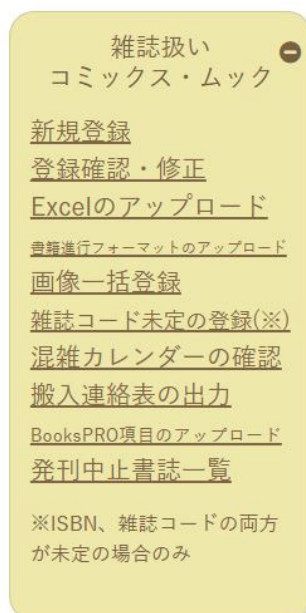 雑誌扱い
コミックス・ムック
新規登録
登録確認・修正
Excelのアップロード
書籍進行フォーマットのアップロード
画像一括登録
雑誌コード未定の登録(※)
混雑カレンダーの確認
搬入連絡表の出力
BooksPRO項目のアップロード
発刊中止書誌一覧
※ISBN、雑誌コードの両方
が未定の場合のみ